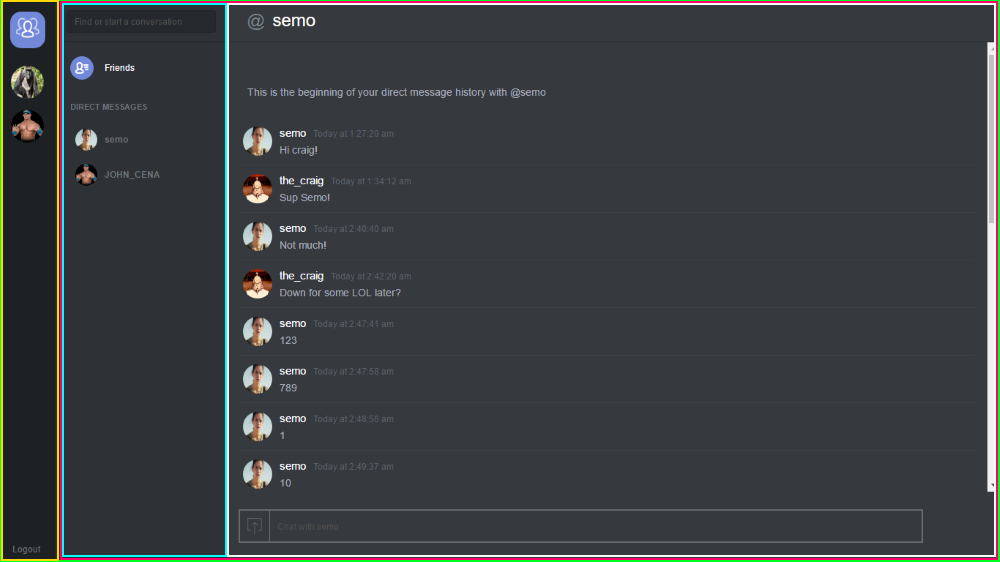 Find or start a conversation
Friends
DIRECT MESSAGES
semo
JOHN_CENA
Logout
@ semo
This is the beginning of your direct message history with @semo
semo Today at 1:27:29 am
Hi craig!
the_craig Today at 1:34:12 am
Sup Semo!
semo Today at 2:40:40 am
Not much!
the_craig Today at 2:42:20 am
Down for some LOL later?
semo Today at 2:47:41 am
123
semo Today at 2:47:58 am
789
semo Today at 2:48:56 am
1
semo Today at 2:49:37 am
10
Chat with semo